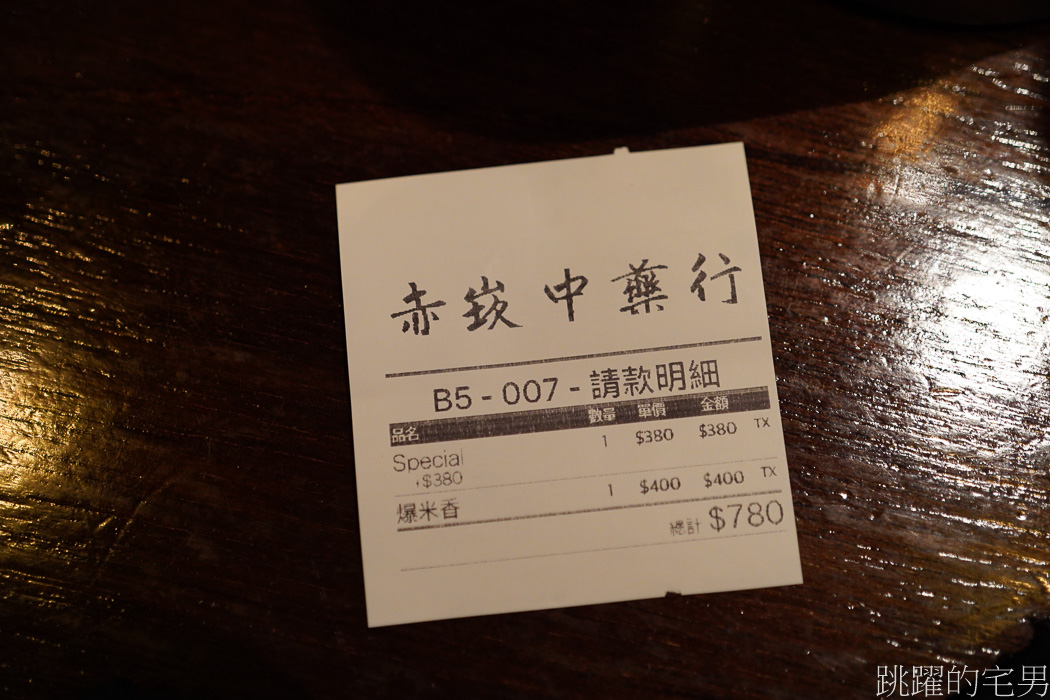 赤崁中藥行
B5 - 007 - 請款明細
品名 數量 單價 金額
Special 1 $380 $380 TX
+$380
爆米香 1 $400 $400 TX
總計 $780
跳躍的宅男